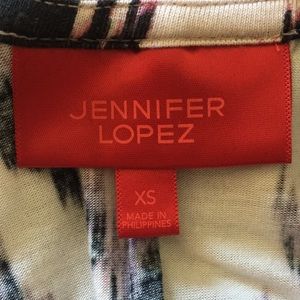 JENNIFER
LOPEZ
XS
MADE IN
PHILIPPINES